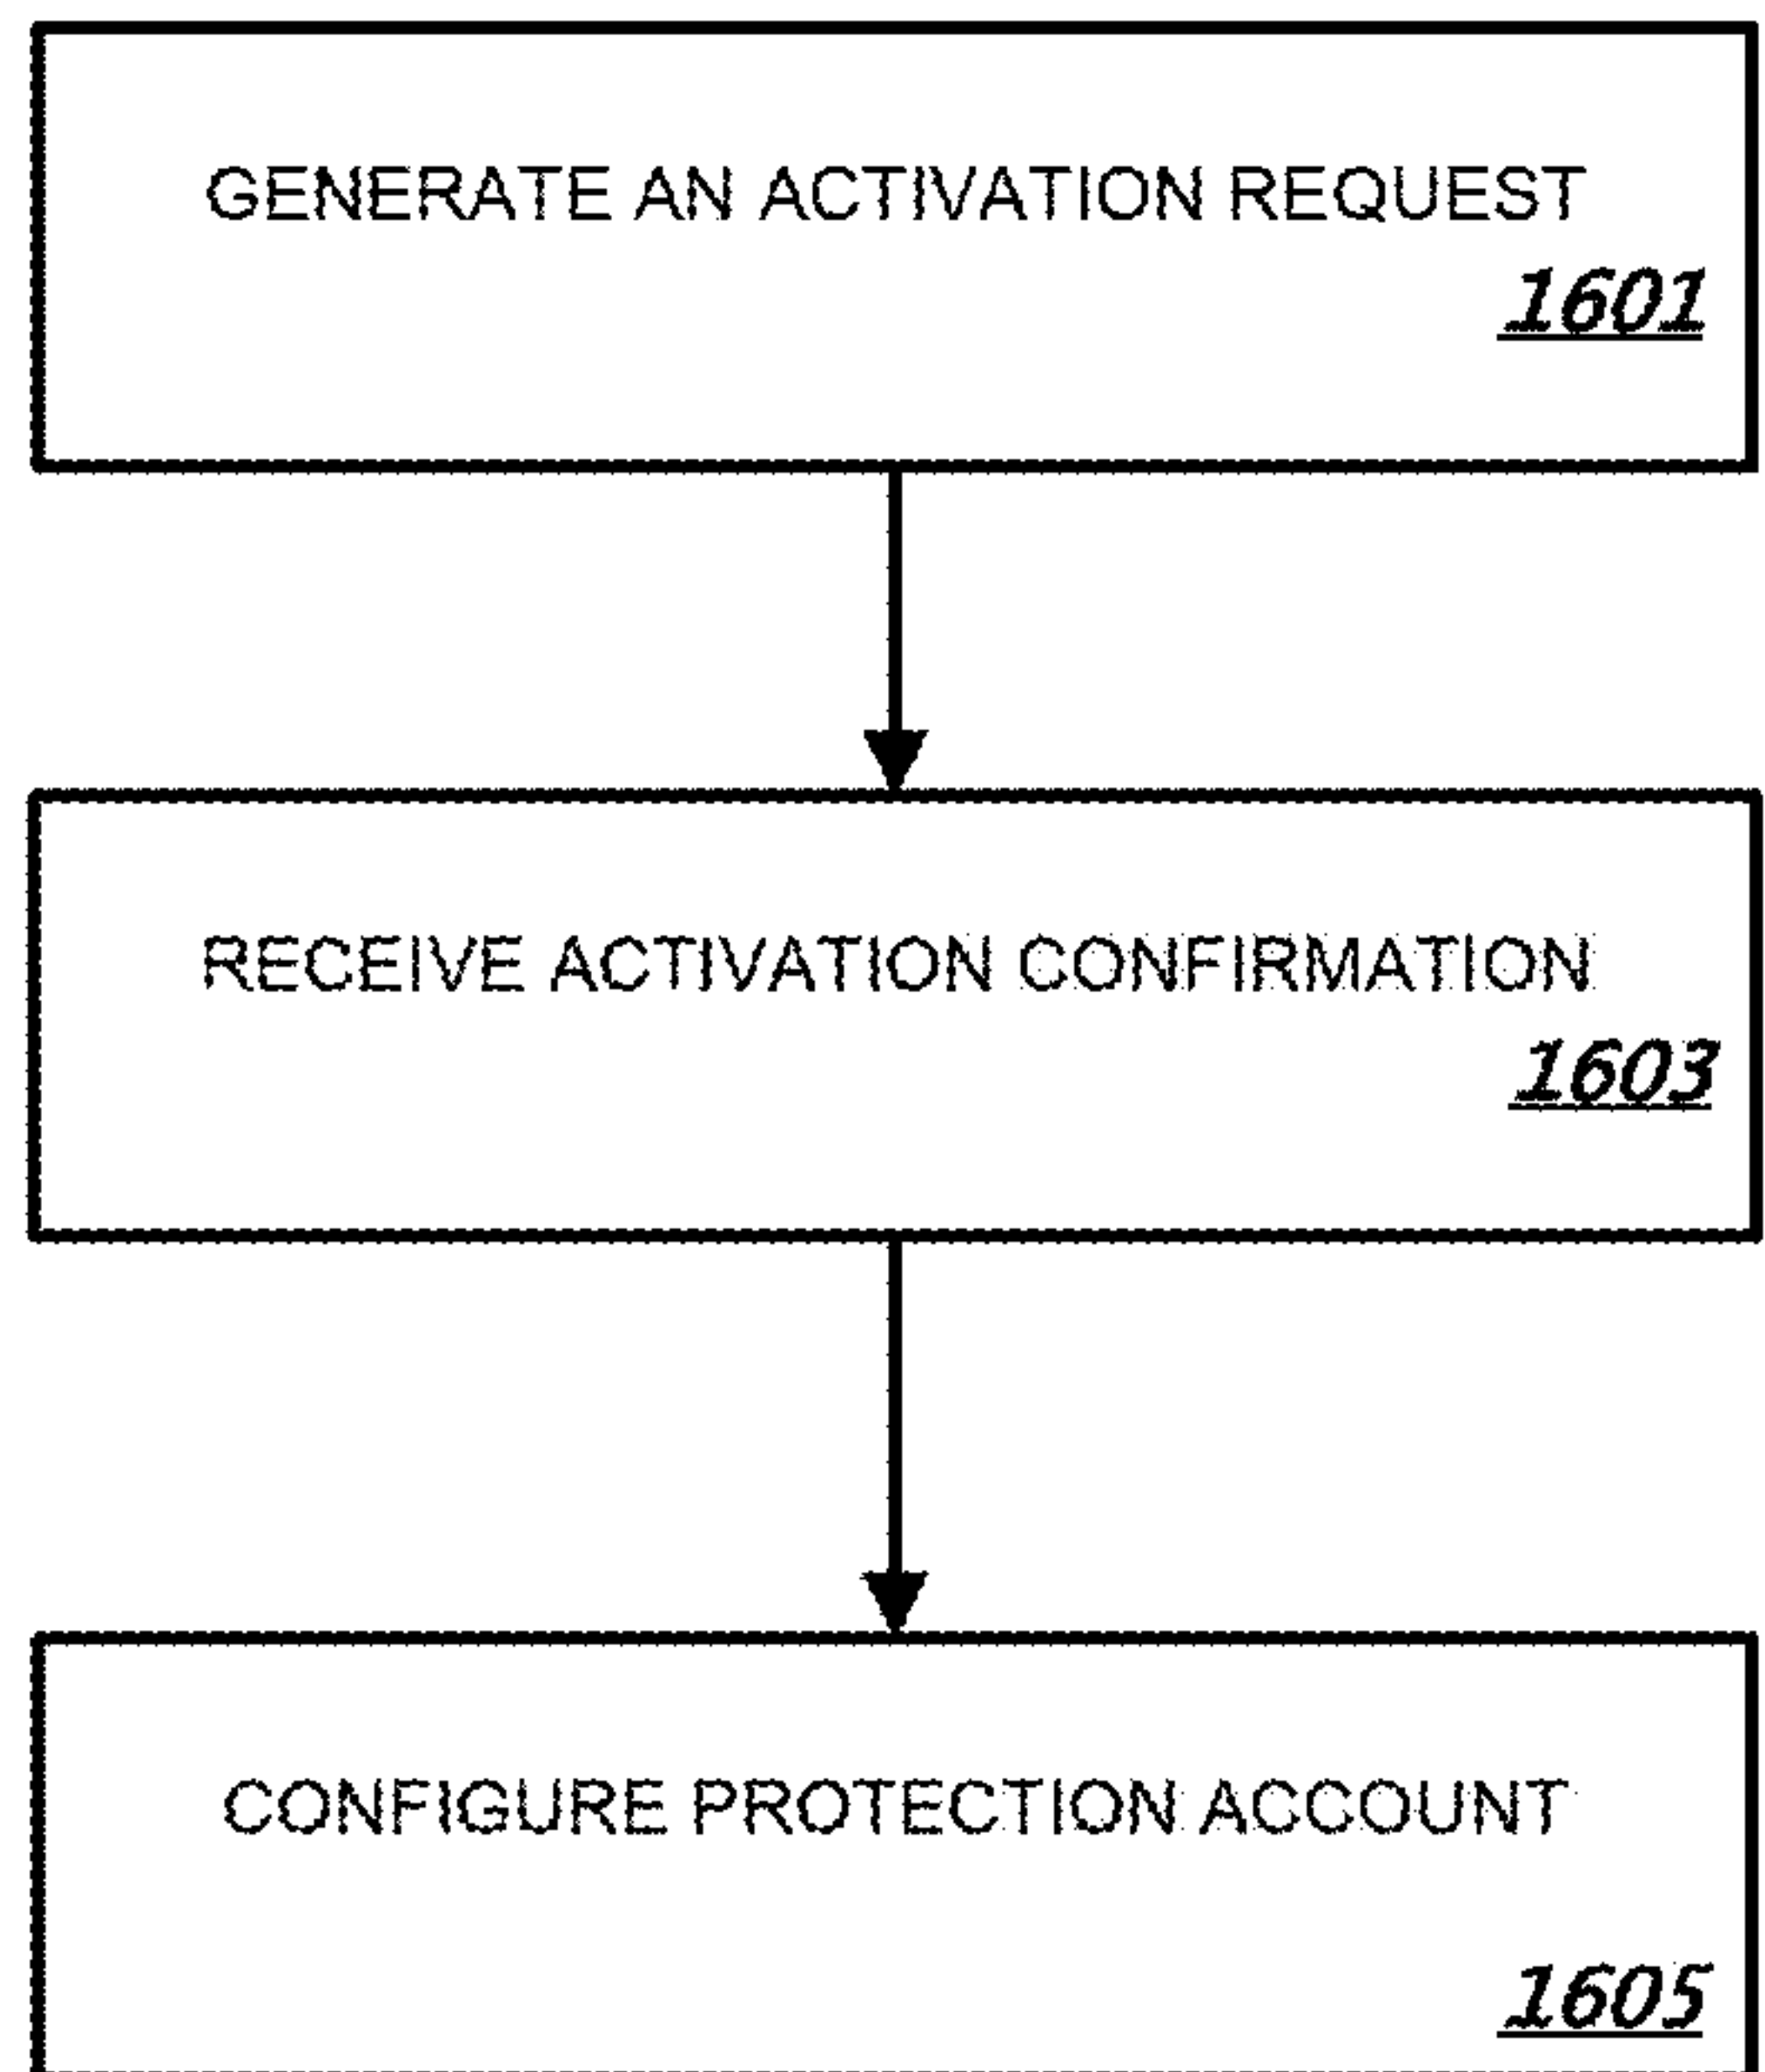 GENERATE AN ACTIVATION REQUEST
1601
RECEIVE ACTIVATION CONFIRMATION
1603
CONFIGURE PROTECTION ACCOUNT
1605